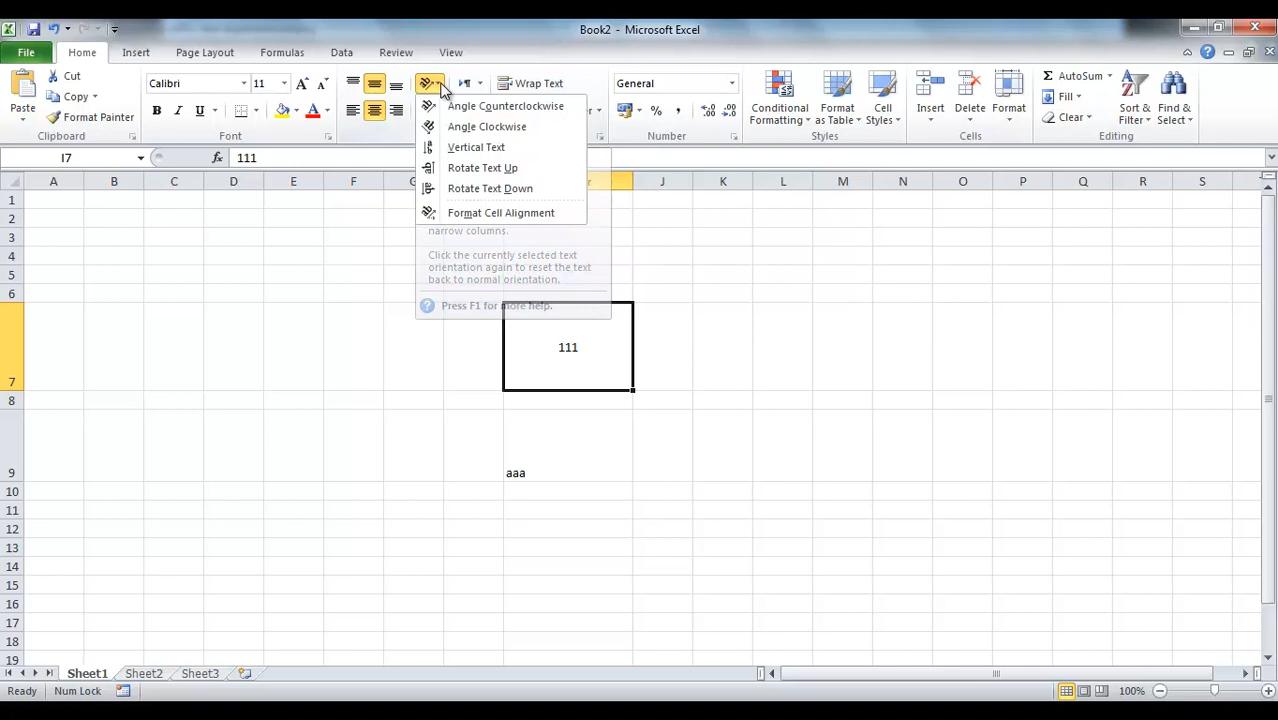 Book2 - Microsoft Excel
File Home Insert Page Layout Formulas Data Review View
Cut
Copy
Format Painter
Paste
Clipboard
Calibri 11
B I U
Font
Wrap Text
General
Number
Conditional Formatting
Format as Table
Cell Styles
Styles
Insert
Delete
Format
Cells
AutoSum
Fill
Clear
Sort & Filter
Find & Select
Editing
Angle Counterclockwise
Angle Clockwise
Vertical Text
Rotate Text Up
Rotate Text Down
Format Cell Alignment
narrow columns.
Click the currently selected text
orientation again to reset the text
back to normal orientation.
Press F1 for more help.
I7 fx 111
A B C D E F G J K L M N O P Q R S
1
2
3
4
5
6
111
7
8
aaa
9
10
11
12
13
14
15
16
17
18
19
Sheet1 Sheet2 Sheet3
Ready Num Lock 100%